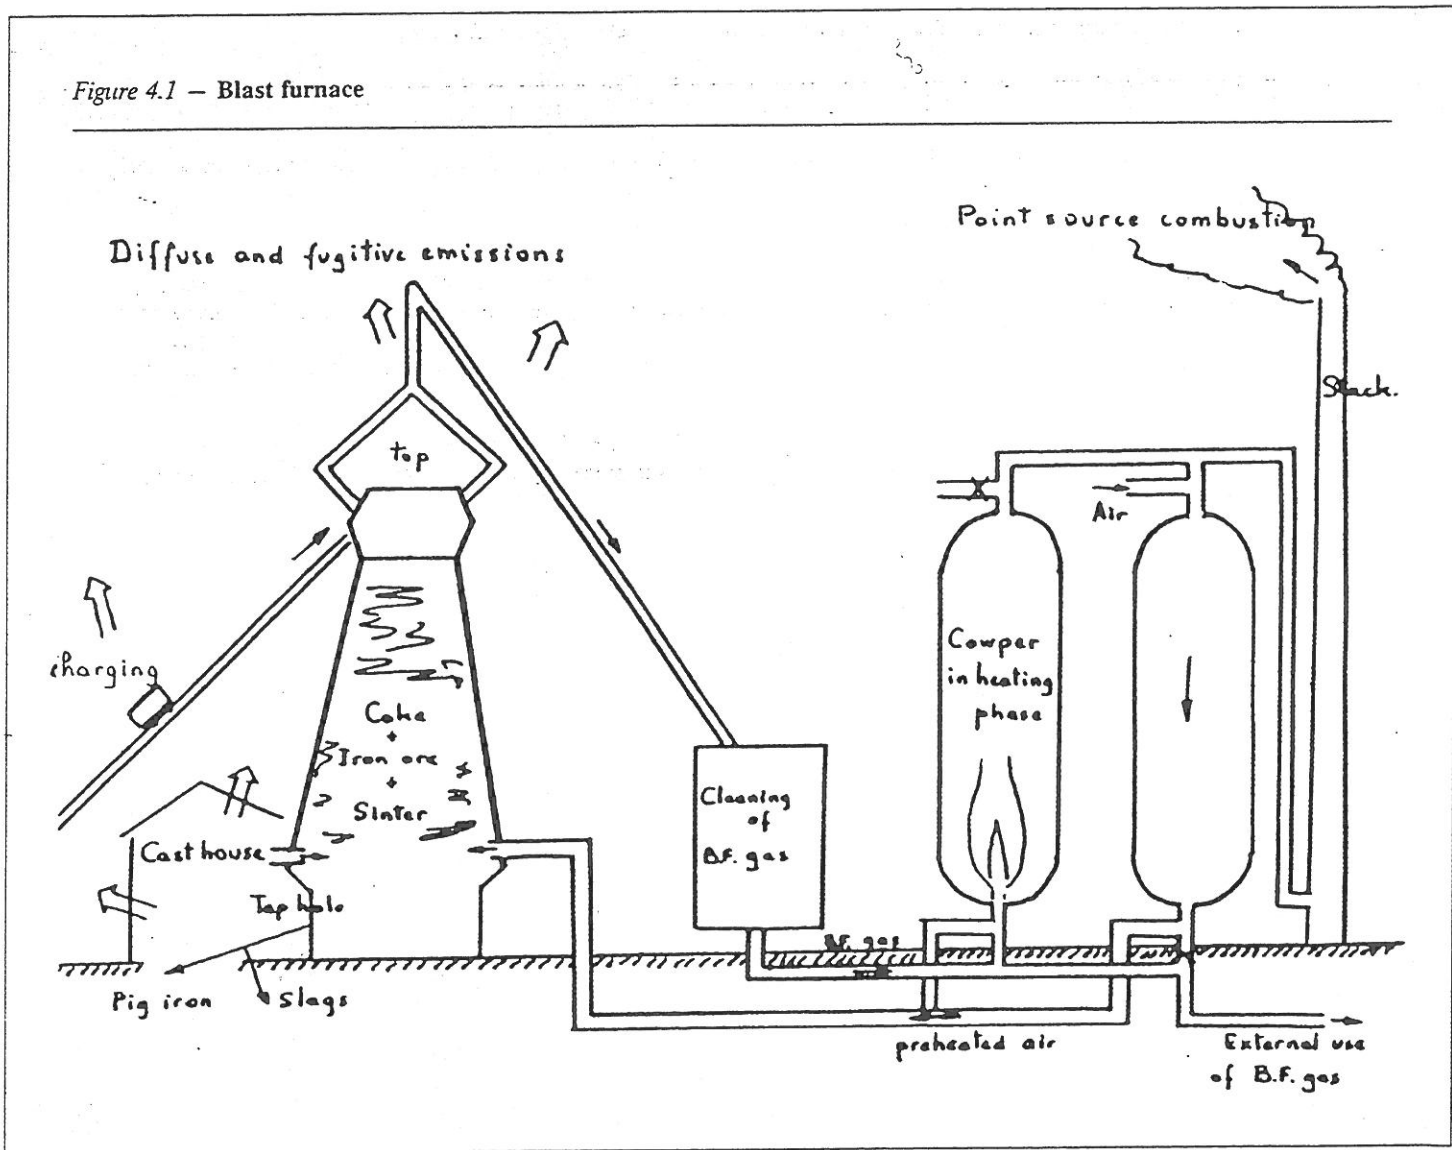 Figure 4.1 — Blast furnace
Point source combustion
Diffuse and fugitive emissions
Stack.
top
Air
charging
Cowper
in heating
phase
Coke
+
Iron ore
+
Sinter
Cleaning
of
B.F. gas
Cast house
Tap hole
B.F. gas
Pig iron
Slags
preheated air
External use
of B.F. gas